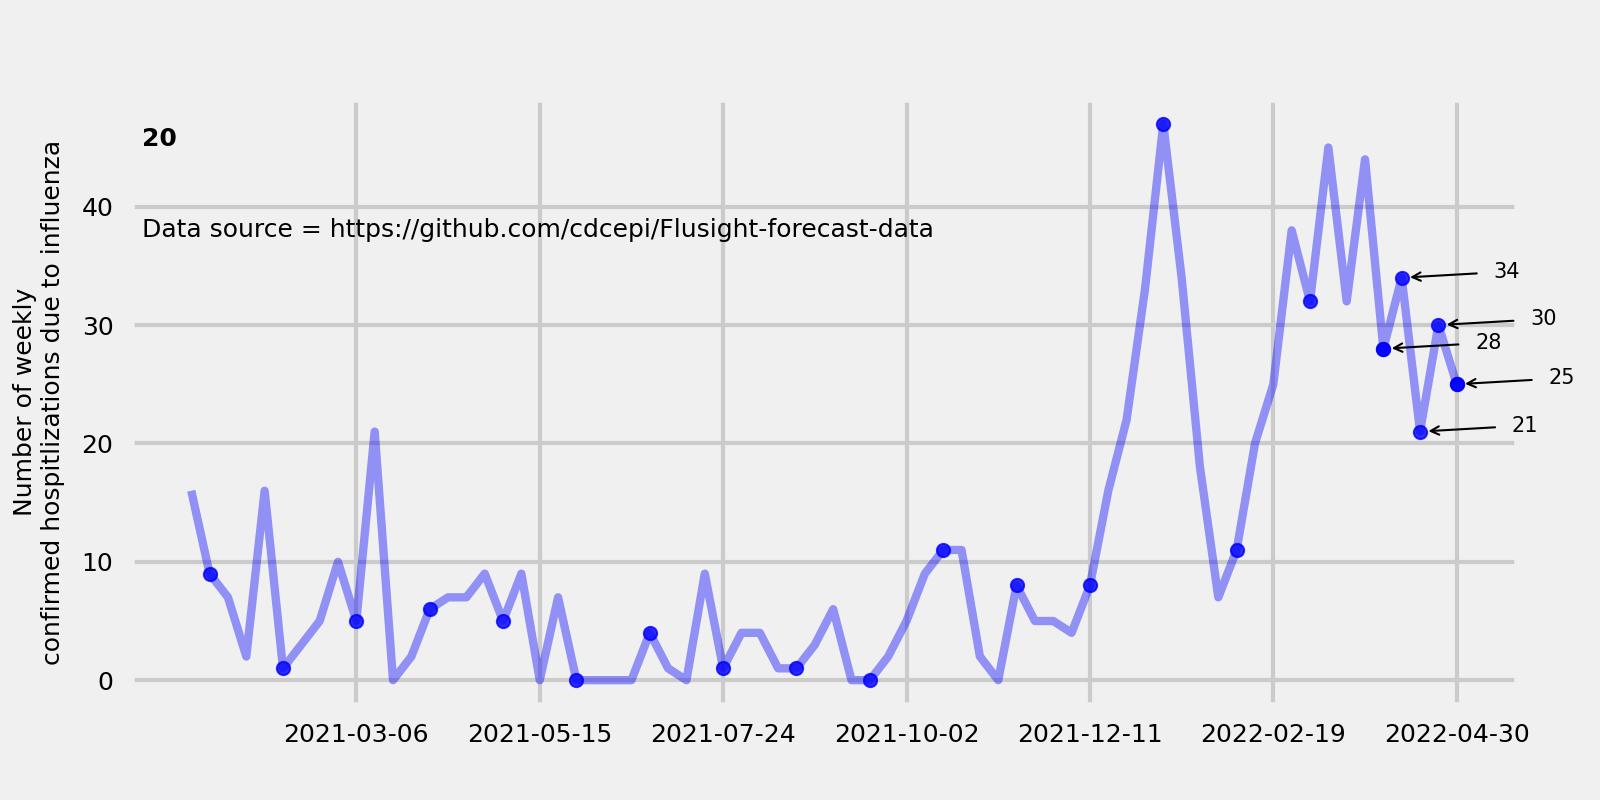 20
Data source = https://github.com/cdcepi/Flusight-forecast-data
Number of weekly
confirmed hospitlizations due to influenza
40
30
20
10
0
34
30
28
25
21
2021-03-06 2021-05-15 2021-07-24 2021-10-02 2021-12-11 2022-02-19 2022-04-30